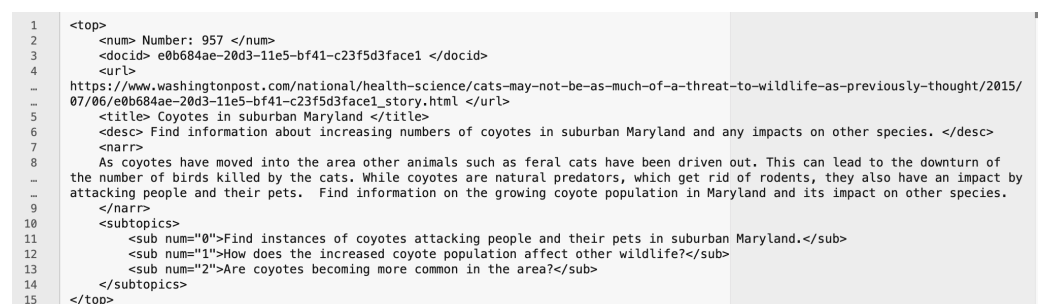 1 <top>
2 <num> Number: 957 </num>
3 <docid> e0b684ae-20d3-11e5-bf41-c23f5d3face1 </docid>
4 <url>
… https://www.washingtonpost.com/national/health-science/cats-may-not-be-as-much-of-a-threat-to-wildlife-as-previously-thought/2015/
… 07/06/e0b684ae-20d3-11e5-bf41-c23f5d3face1_story.html </url>
5 <title> Coyotes in suburban Maryland </title>
6 <desc> Find information about increasing numbers of coyotes in suburban Maryland and any impacts on other species. </desc>
7 <narr>
8 As coyotes have moved into the area other animals such as feral cats have been driven out. This can lead to the downturn of
… the number of birds killed by the cats. While coyotes are natural predators, which get rid of rodents, they also have an impact by
… attacking people and their pets.  Find information on the growing coyote population in Maryland and its impact on other species.
9 </narr>
10 <subtopics>
11 <sub num="0">Find instances of coyotes attacking people and their pets in suburban Maryland.</sub>
12 <sub num="1">How does the increased coyote population affect other wildlife?</sub>
13 <sub num="2">Are coyotes becoming more common in the area?</sub>
14 </subtopics>
15 </top>